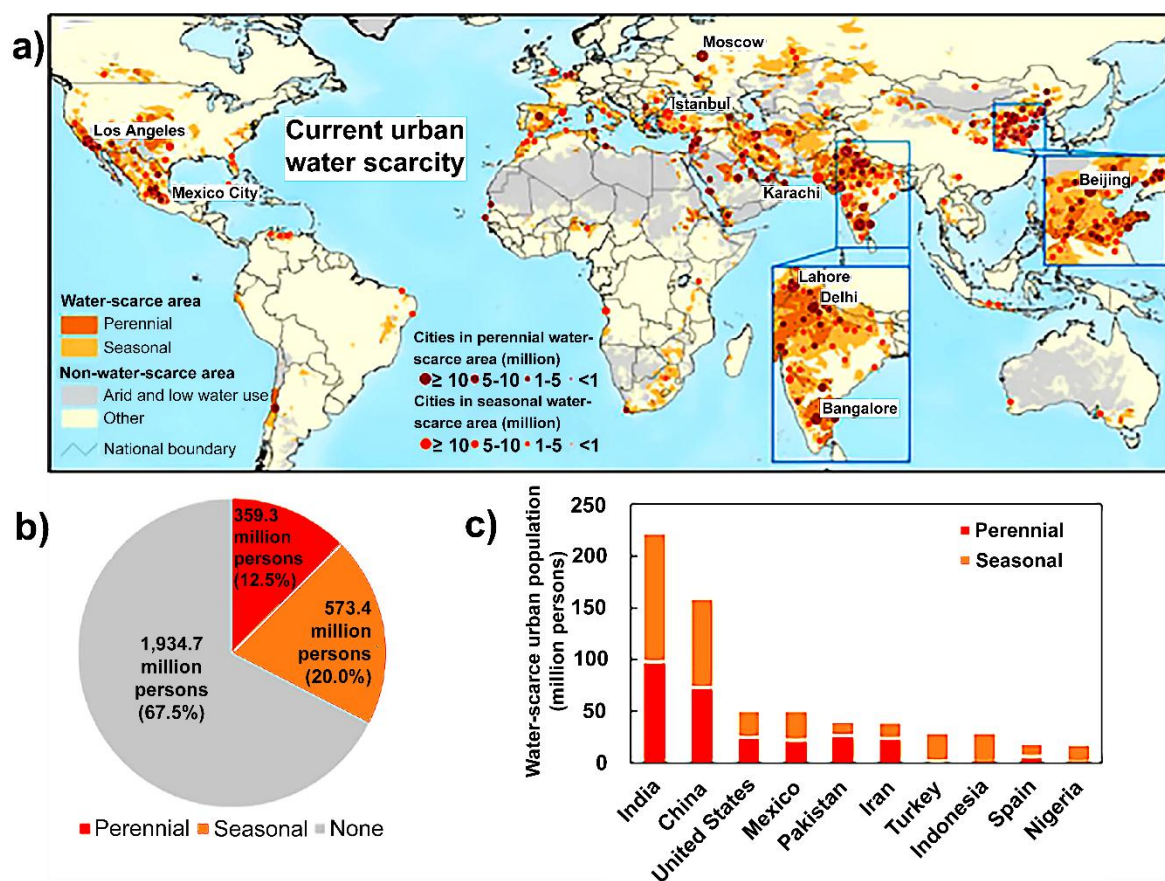 a)
Moscow
Istanbul
Los Angeles
Current urban
water scarcity
Mexico City
Karachi
Beijing
Lahore
Delhi
Bangalore
Water-scarce area
Perennial
Seasonal
Non-water-scarce area
Arid and low water use
Other
National boundary
Cities in perennial water-
scarce area (million)
≥ 10 5-10 1-5 <1
Cities in seasonal water-
scarce area (million)
≥ 10 5-10 1-5 <1
b)
359.3
million
persons
(12.5%)
573.4
million
persons
(20.0%)
1,934.7
million
persons
(67.5%)
Perennial Seasonal None
c)
Water-scarce urban population
(million persons)
250
200
150
100
50
0
Perennial
Seasonal
India
China
United States
Mexico
Pakistan
Iran
Turkey
Indonesia
Spain
Nigeria